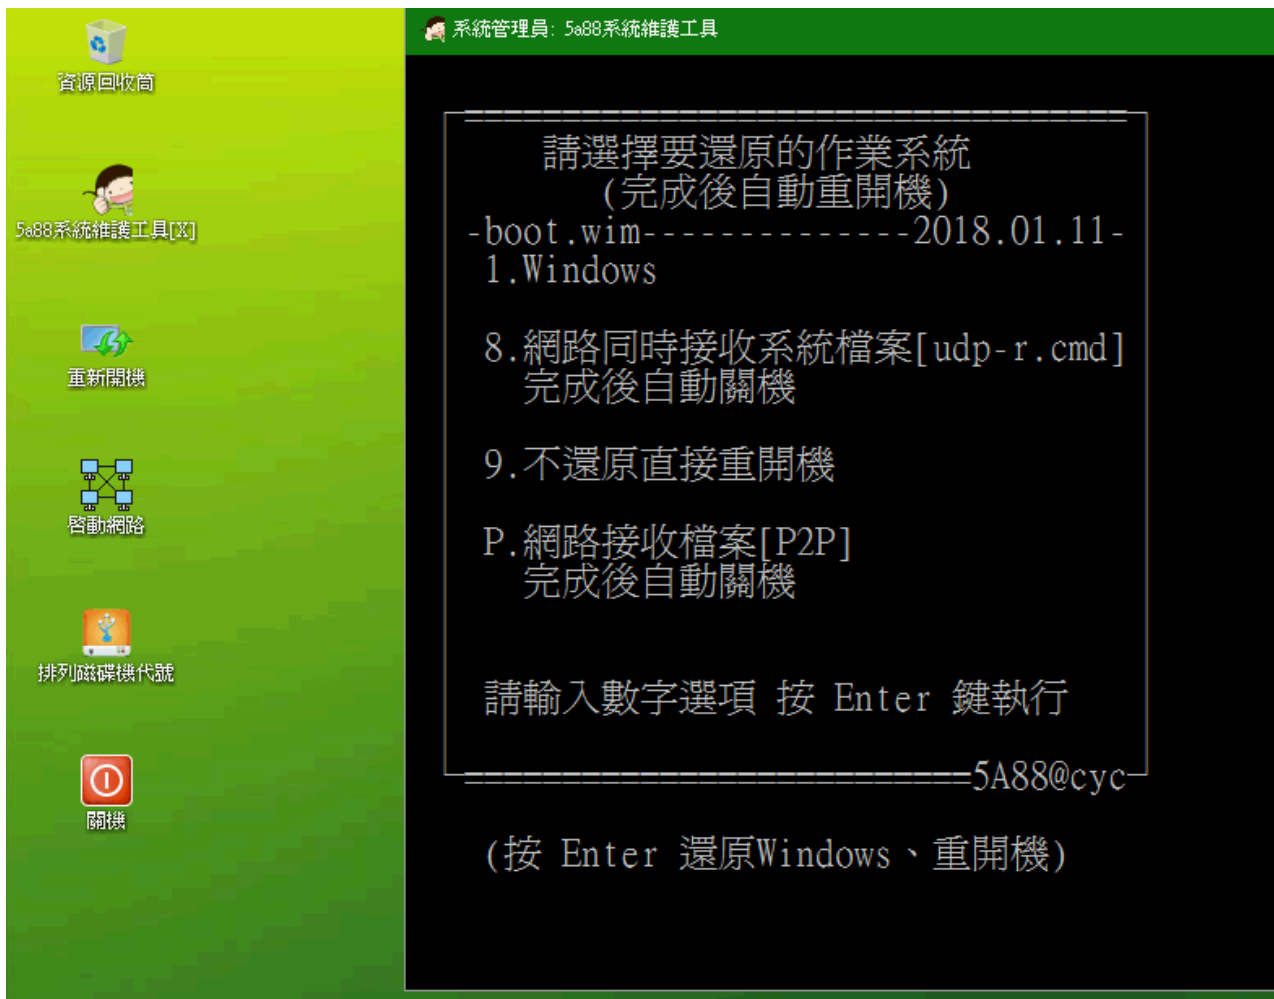 資源回收筒
5a88系統維護工具[X]
重新開機
啓動網路
排列磁碟機代號
關機
系統管理員: 5a88系統維護工具
請選擇要還原的作業系統
(完成後自動重開機)
-boot.wim--------------2018.01.11-
1.Windows
8.網路同時接收系統檔案[udp-r.cmd]
完成後自動關機
9.不還原直接重開機
P.網路接收檔案[P2P]
完成後自動關機
請輸入數字選項 按 Enter 鍵執行
==========================5A88@cyc
(按 Enter 還原Windows、重開機)